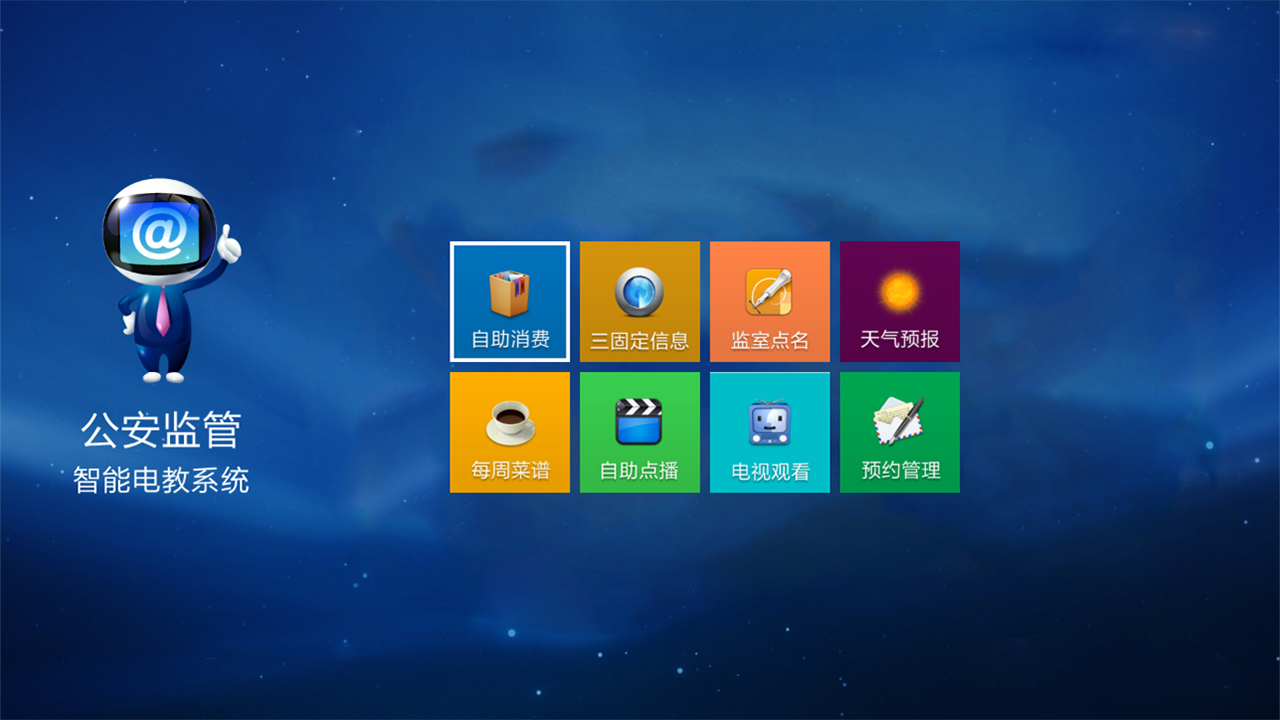 @
公安监管
智能电教系统
自助消费
三固定信息
监室点名
天气预报
每周菜谱
自助点播
电视观看
预约管理